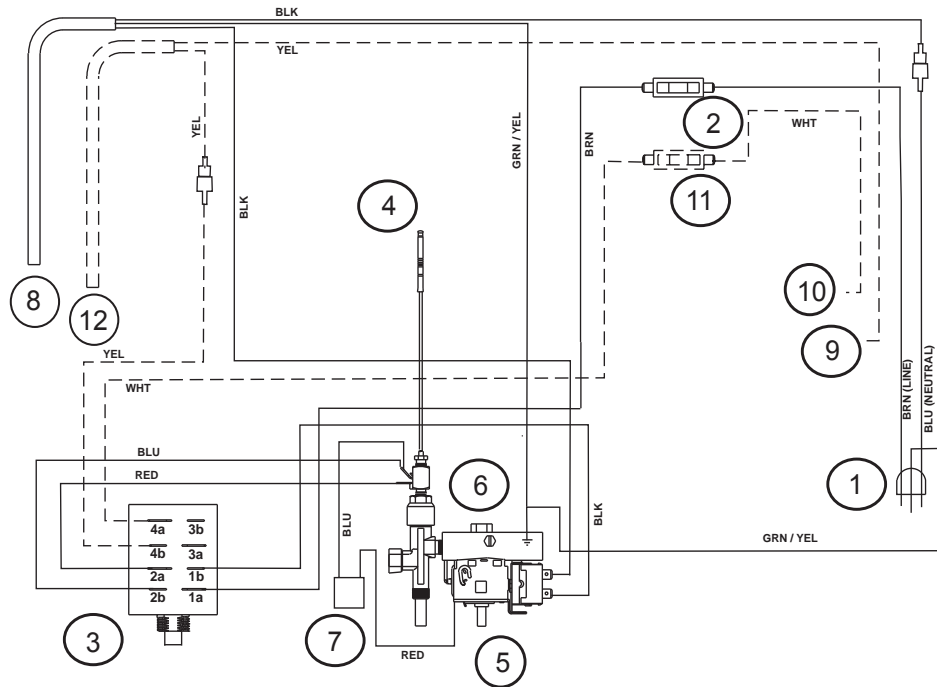 BLK
YEL
YEL
BLK
GRN / YEL
BRN
2
WHT
11
4
8
12
10
9
YEL
WHT
BRN (LINE)
BLU (NEUTRAL)
BLU
RED
6
1
BLU
BLK
GRN / YEL
4a
3b
4b
3a
2a
1b
2b
1a
3
7
RED
5